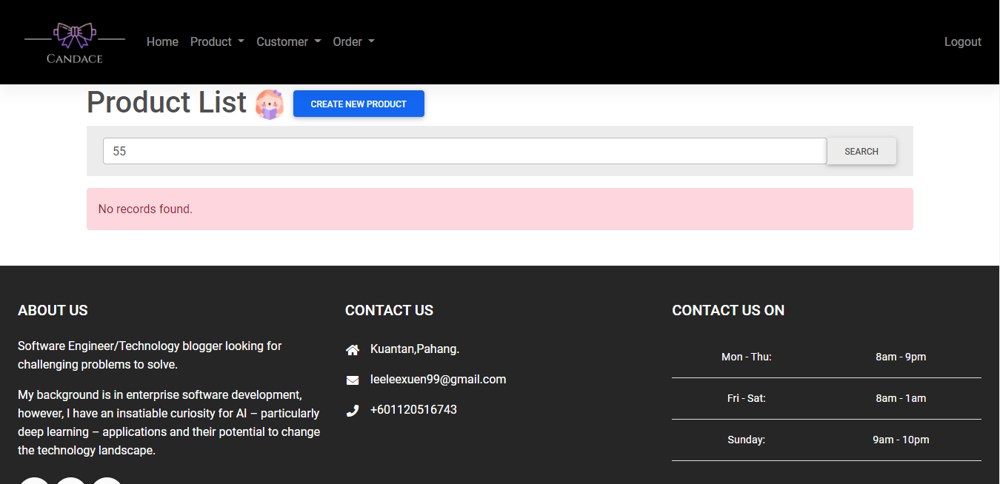 CANDACE
Home Product Customer Order Logout
Product List CREATE NEW PRODUCT
55 SEARCH
No records found.
ABOUT US
Software Engineer/Technology blogger looking for
challenging problems to solve.
My background is in enterprise software development,
however, I have an insatiable curiosity for AI – particularly
deep learning – applications and their potential to change
the technology landscape.
CONTACT US
Kuantan,Pahang.
leeleexuen99@gmail.com
+601120516743
CONTACT US ON
Mon - Thu: 8am - 9pm
Fri - Sat: 8am - 1am
Sunday: 9am - 10pm